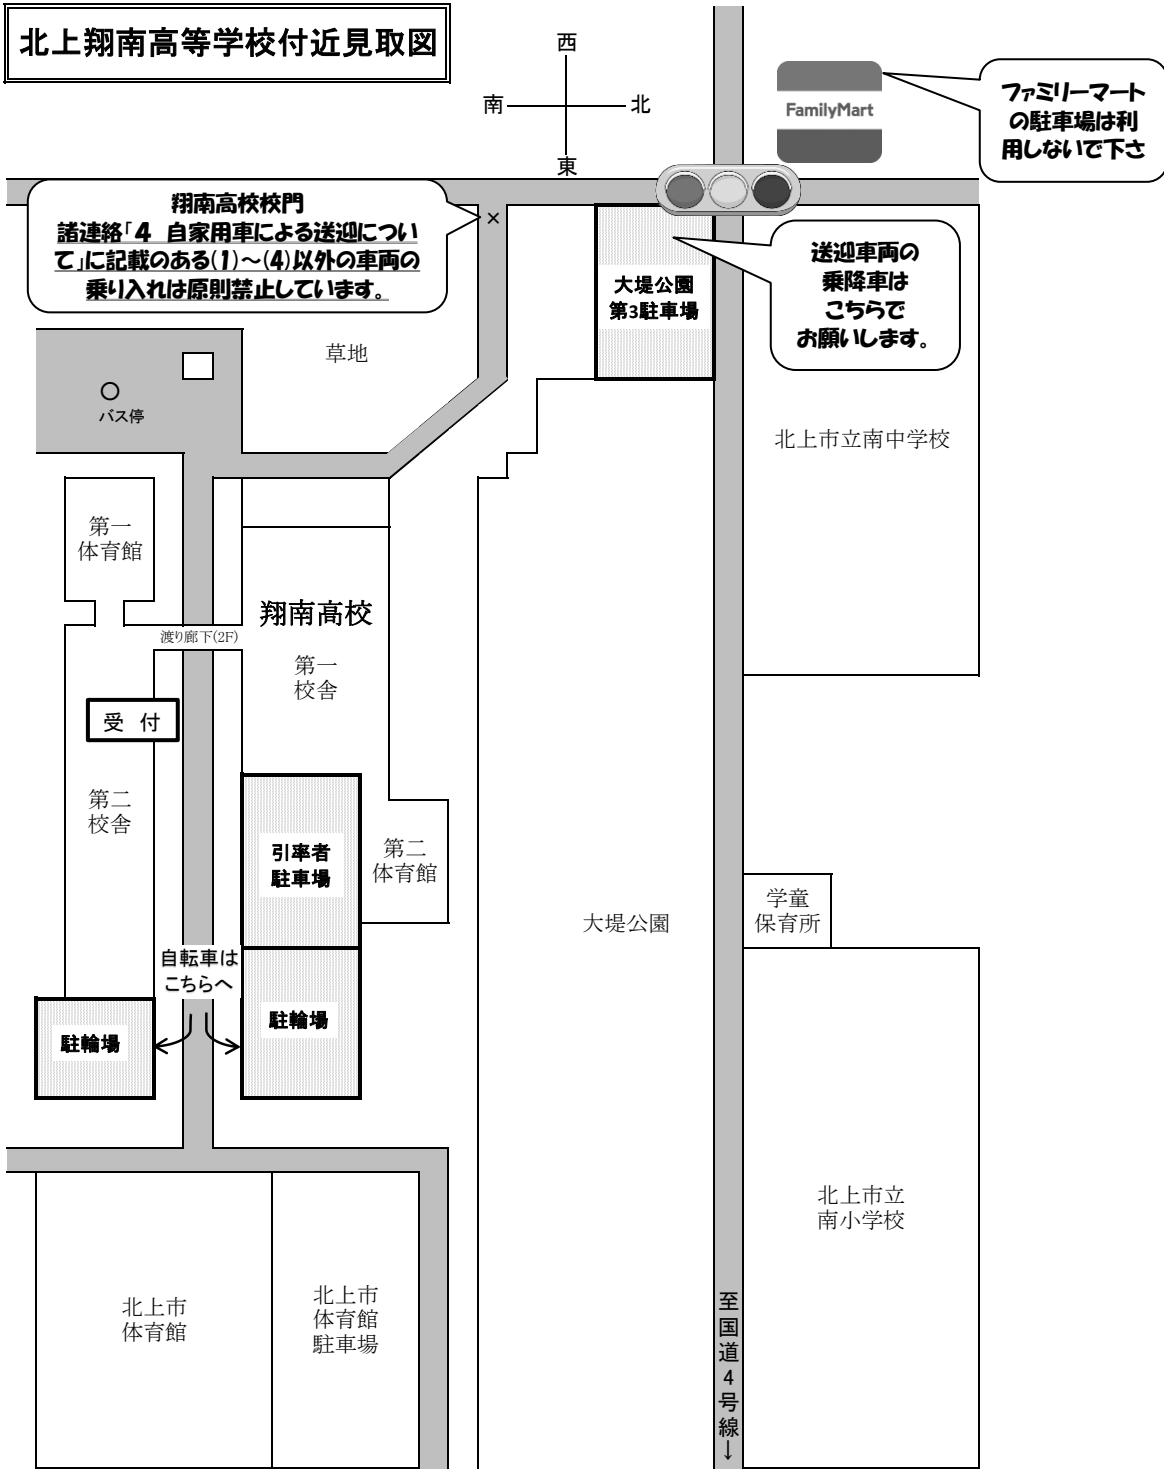 北上翔南高等学校付近見取図
西
南
北
東
FamilyMart
ファミリーマート
の駐車場は利
用しないで下さ
翔南高校校門
諸連絡「４　自家用車による送迎につい
て」に記載のある(1)～(4)以外の車両の
乗り入れは原則禁止しています。
×
大堤公園
第3駐車場
送迎車両の
乗降車は
こちらで
お願いします。
草地
バス停
北上市立南中学校
第一
体育館
翔南高校
渡り廊下(2F)
第一
校舎
受　付
第二
校舎
引率者
駐車場
第二
体育館
大堤公園
学童
保育所
自転車は
こちらへ
駐輪場
駐輪場
北上市立
南小学校
北上市
体育館
北上市
体育館
駐車場
至国道4号線→